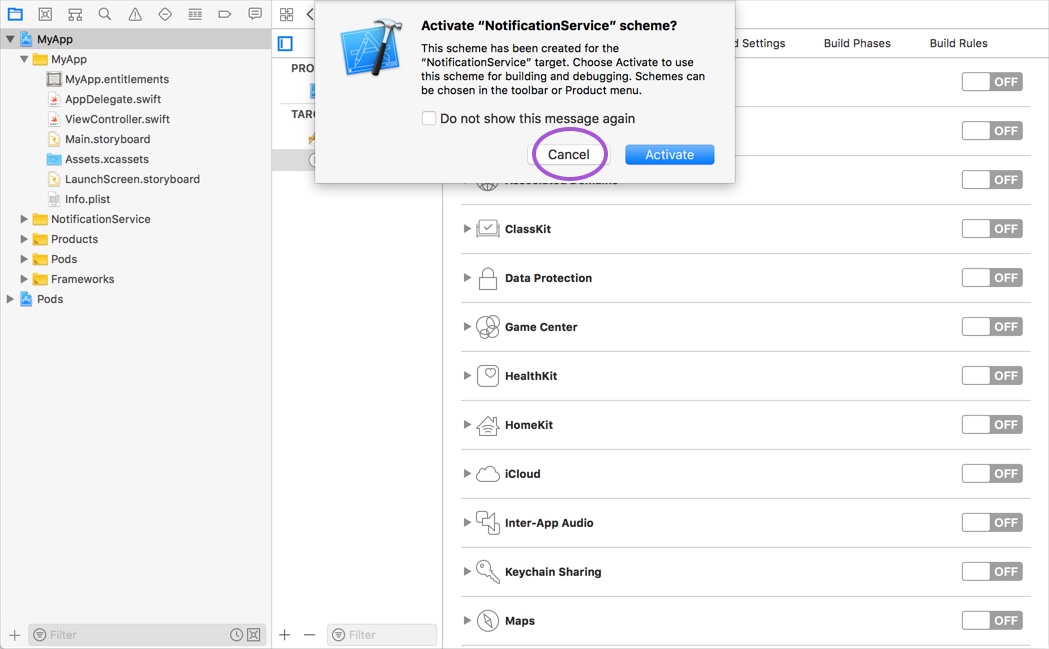 MyApp
MyApp
MyApp.entitlements
AppDelegate.swift
ViewController.swift
Main.storyboard
Assets.xcassets
LaunchScreen.storyboard
Info.plist
NotificationService
Products
Pods
Frameworks
Pods
Filter
PRO
TARG
Filter
Activate “NotificationService” scheme?
This scheme has been created for the
“NotificationService” target. Choose Activate to use
this scheme for building and debugging. Schemes can
be chosen in the toolbar or Product menu.
Do not show this message again
Cancel Activate
d Settings Build Phases Build Rules
OFF
OFF
Associated Domains OFF
ClassKit OFF
Data Protection OFF
Game Center OFF
HealthKit OFF
HomeKit OFF
iCloud OFF
Inter-App Audio OFF
Keychain Sharing OFF
Maps OFF